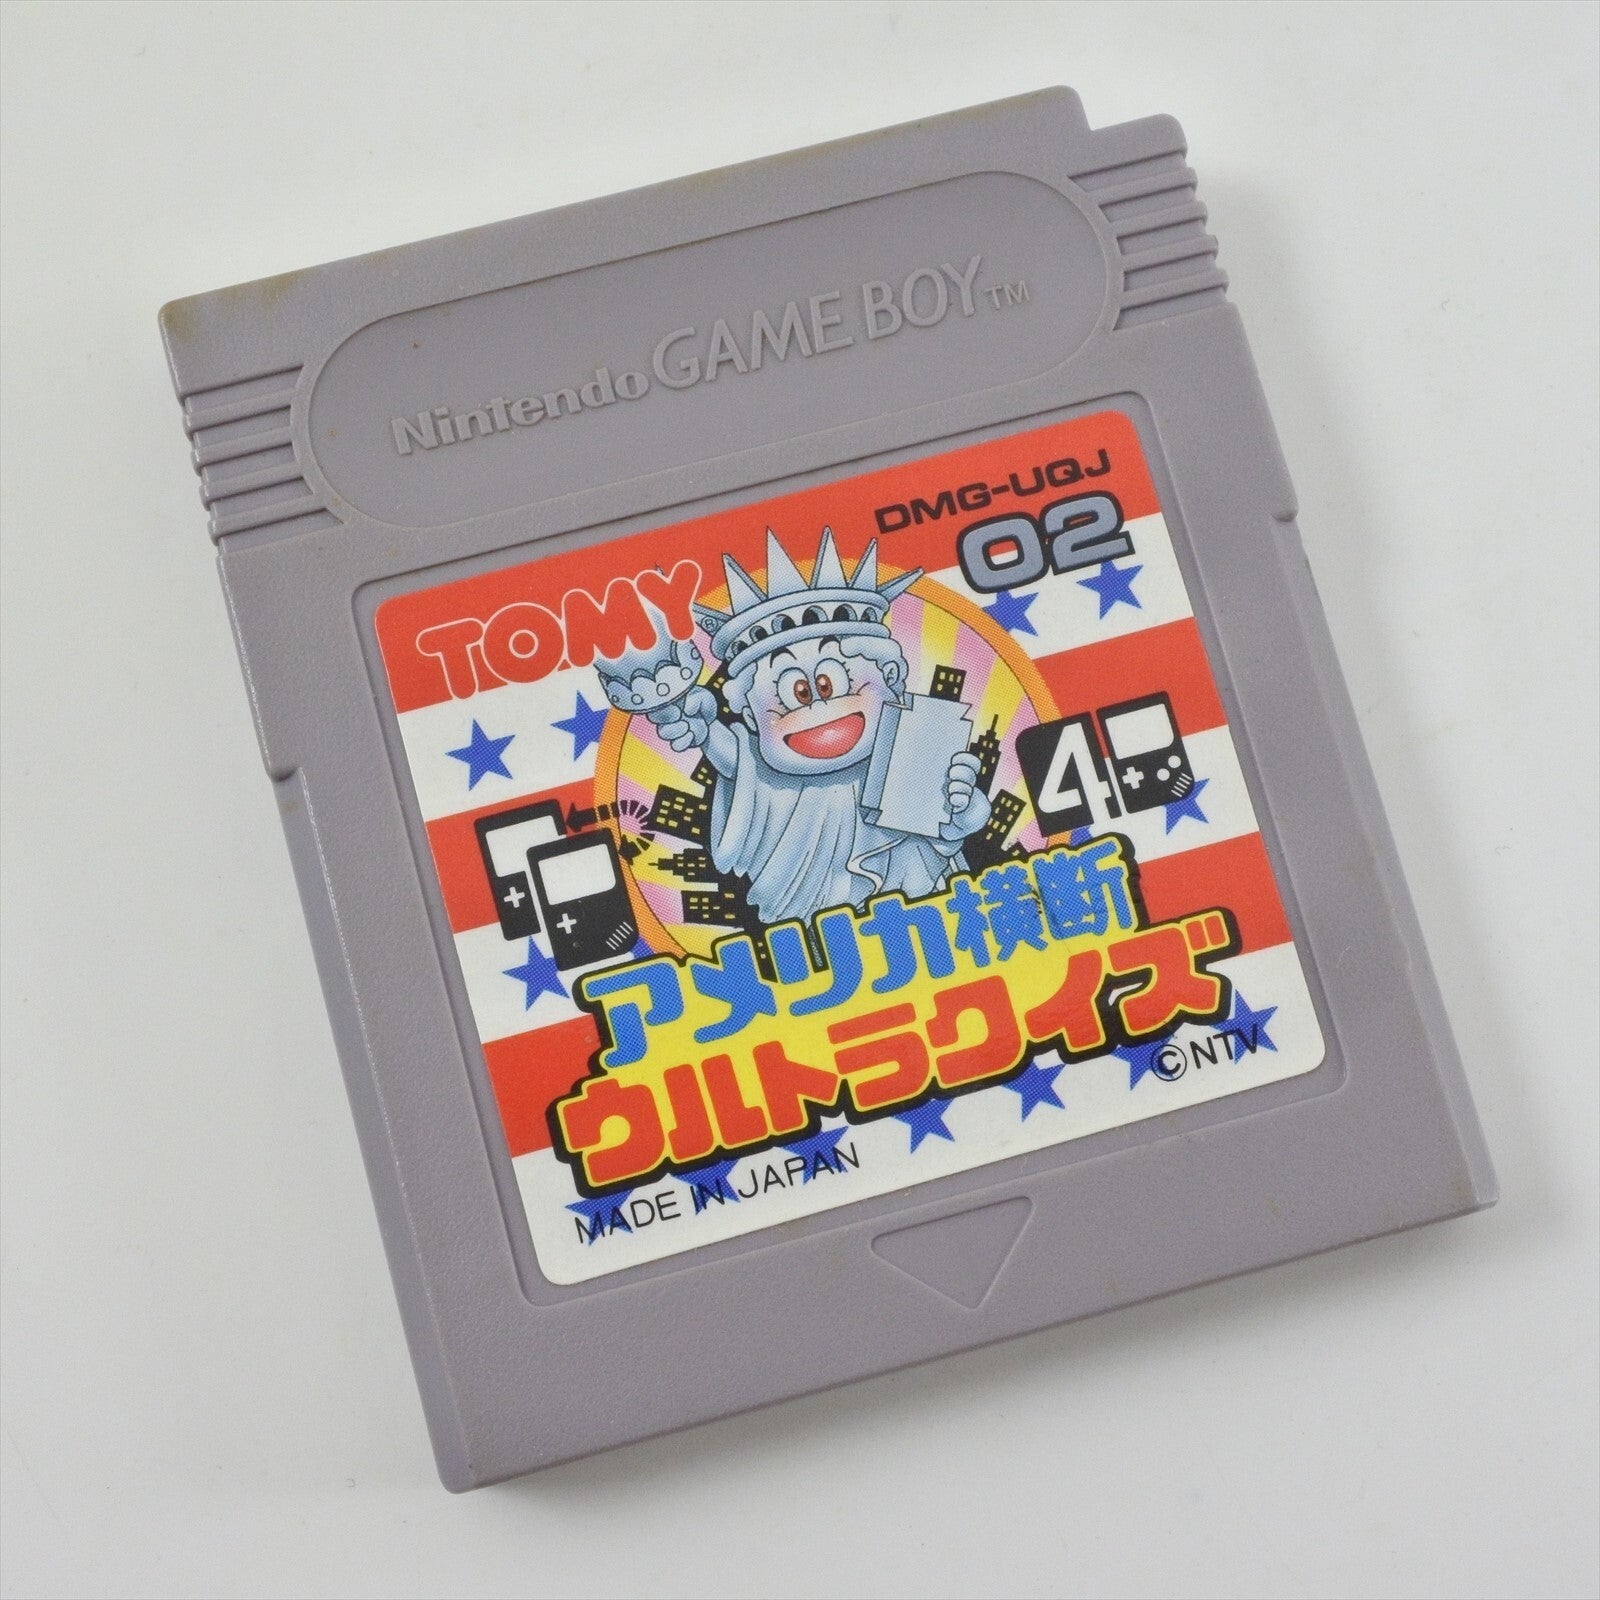 Nintendo GAME BOY™
DMG-UQJ
02
TOMY®
4
アメリカ横断
ウルトラクイズ
©NTV
MADE IN JAPAN